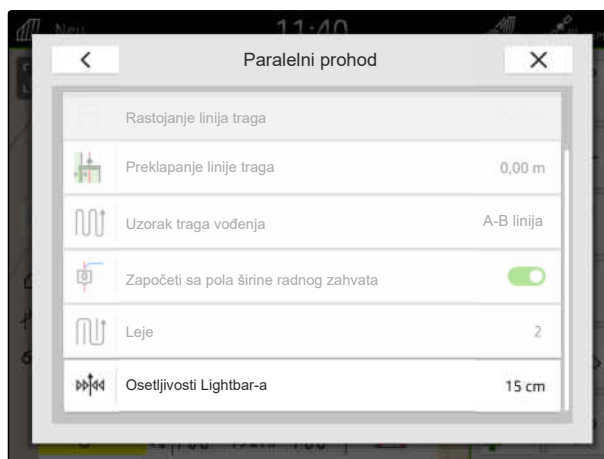 Neu 11:40
Paralelni prohod
Rastojanje linija traga
Preklapanje linije traga 0,00 m
Uzorak traga vođenja A-B linija
Započeti sa pola širine radnog zahvata
Leje 2
Osetljivosti Lightbar-a 15 cm